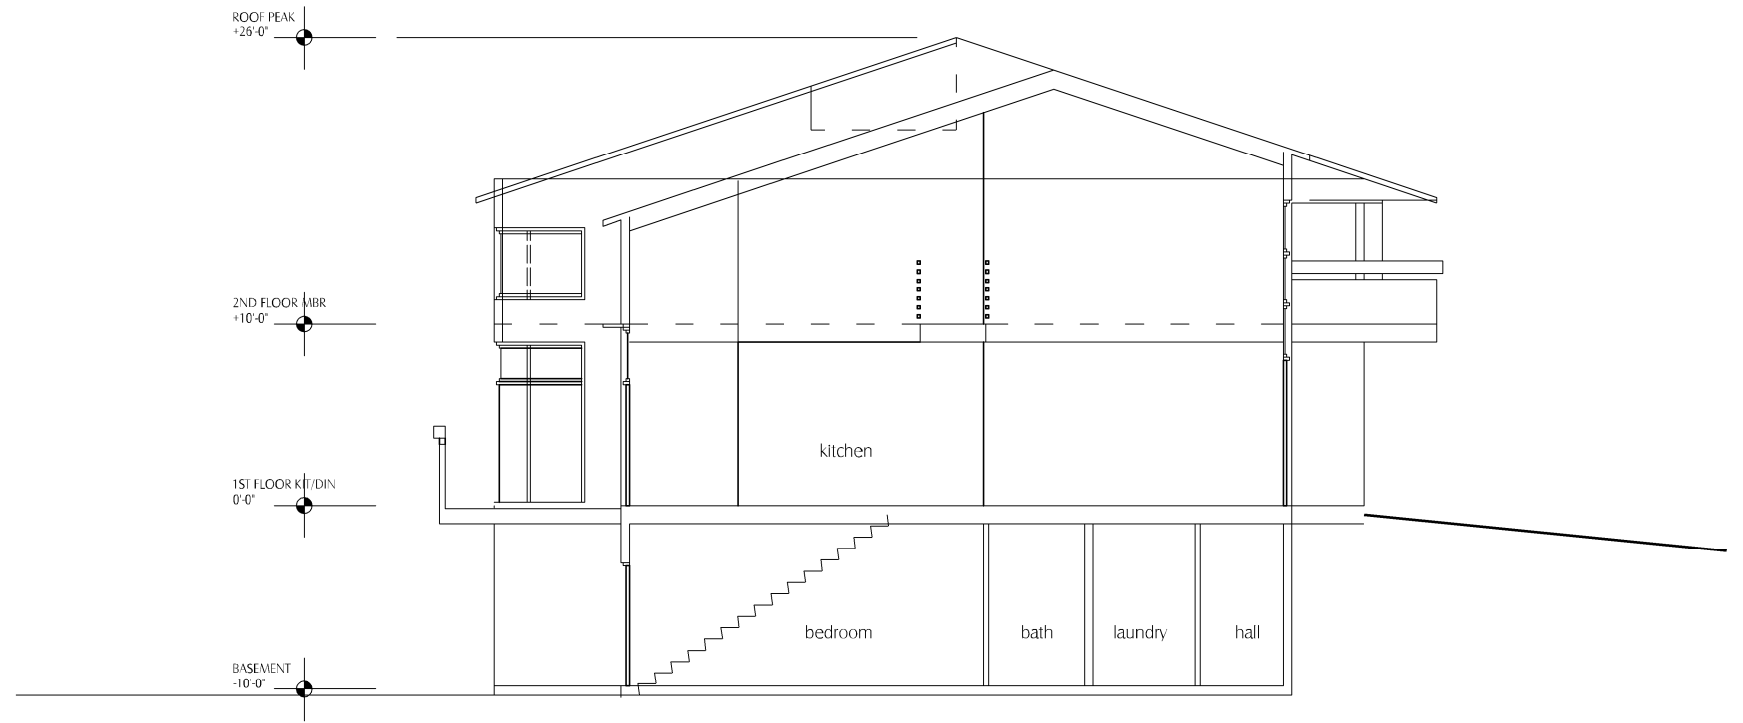 ROOF PEAK
+26'-0"
2ND FLOOR MBR
+10'-0"
kitchen
1ST FLOOR KIT/DIN
0'-0"
bedroom
bath
laundry
hall
BASEMENT
-10'-0"